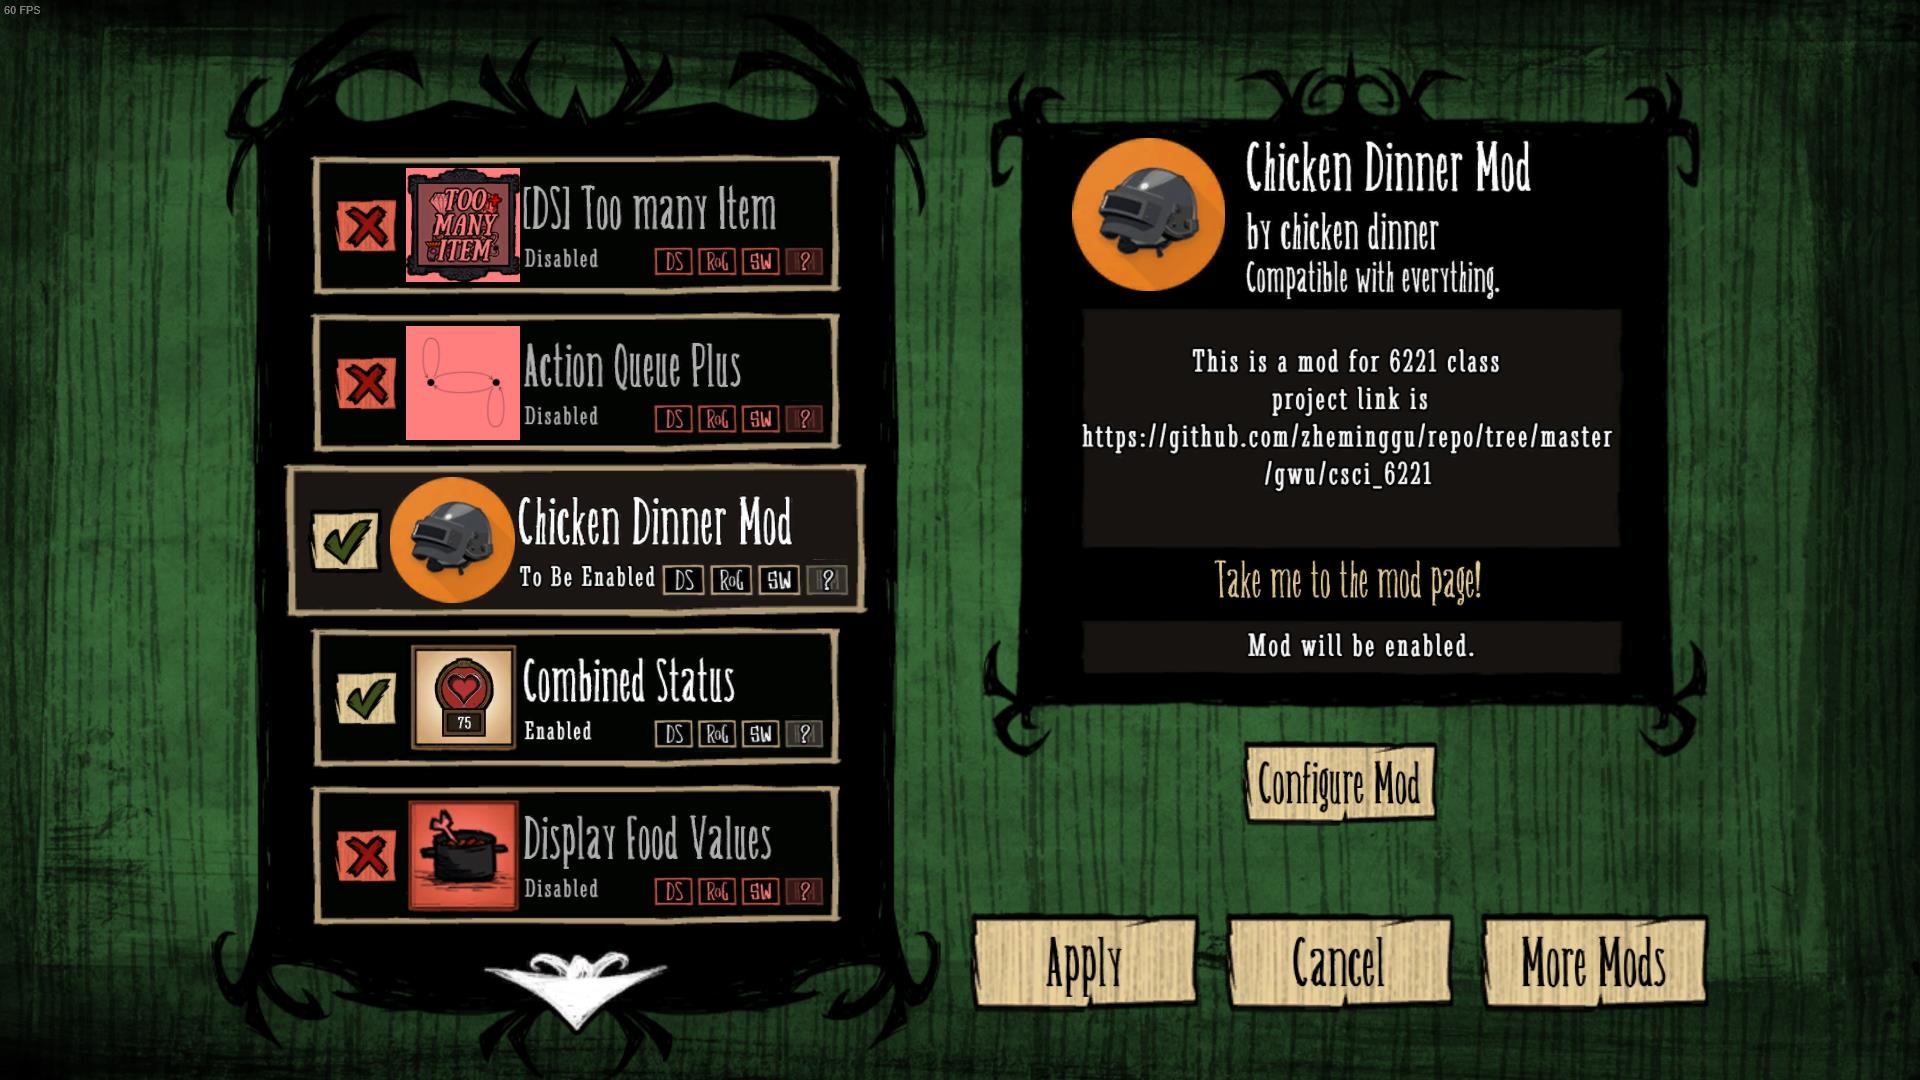 60 FPS
TOO
MANY
ITEM
[DS] Too many Item
Disabled
DS RoG SW ?
Action Queue Plus
Disabled
DS RoG SW ?
Chicken Dinner Mod
To Be Enabled
DS RoG SW ?
75
Combined Status
Enabled
DS RoG SW ?
Display Food Values
Disabled
DS RoG SW ?
Chicken Dinner Mod
by chicken dinner
Compatible with everything.
This is a mod for 6221 class
project link is
https://github.com/zheminggu/repo/tree/master
/gwu/csci_6221
Take me to the mod page!
Mod will be enabled.
Configure Mod
Apply
Cancel
More Mods